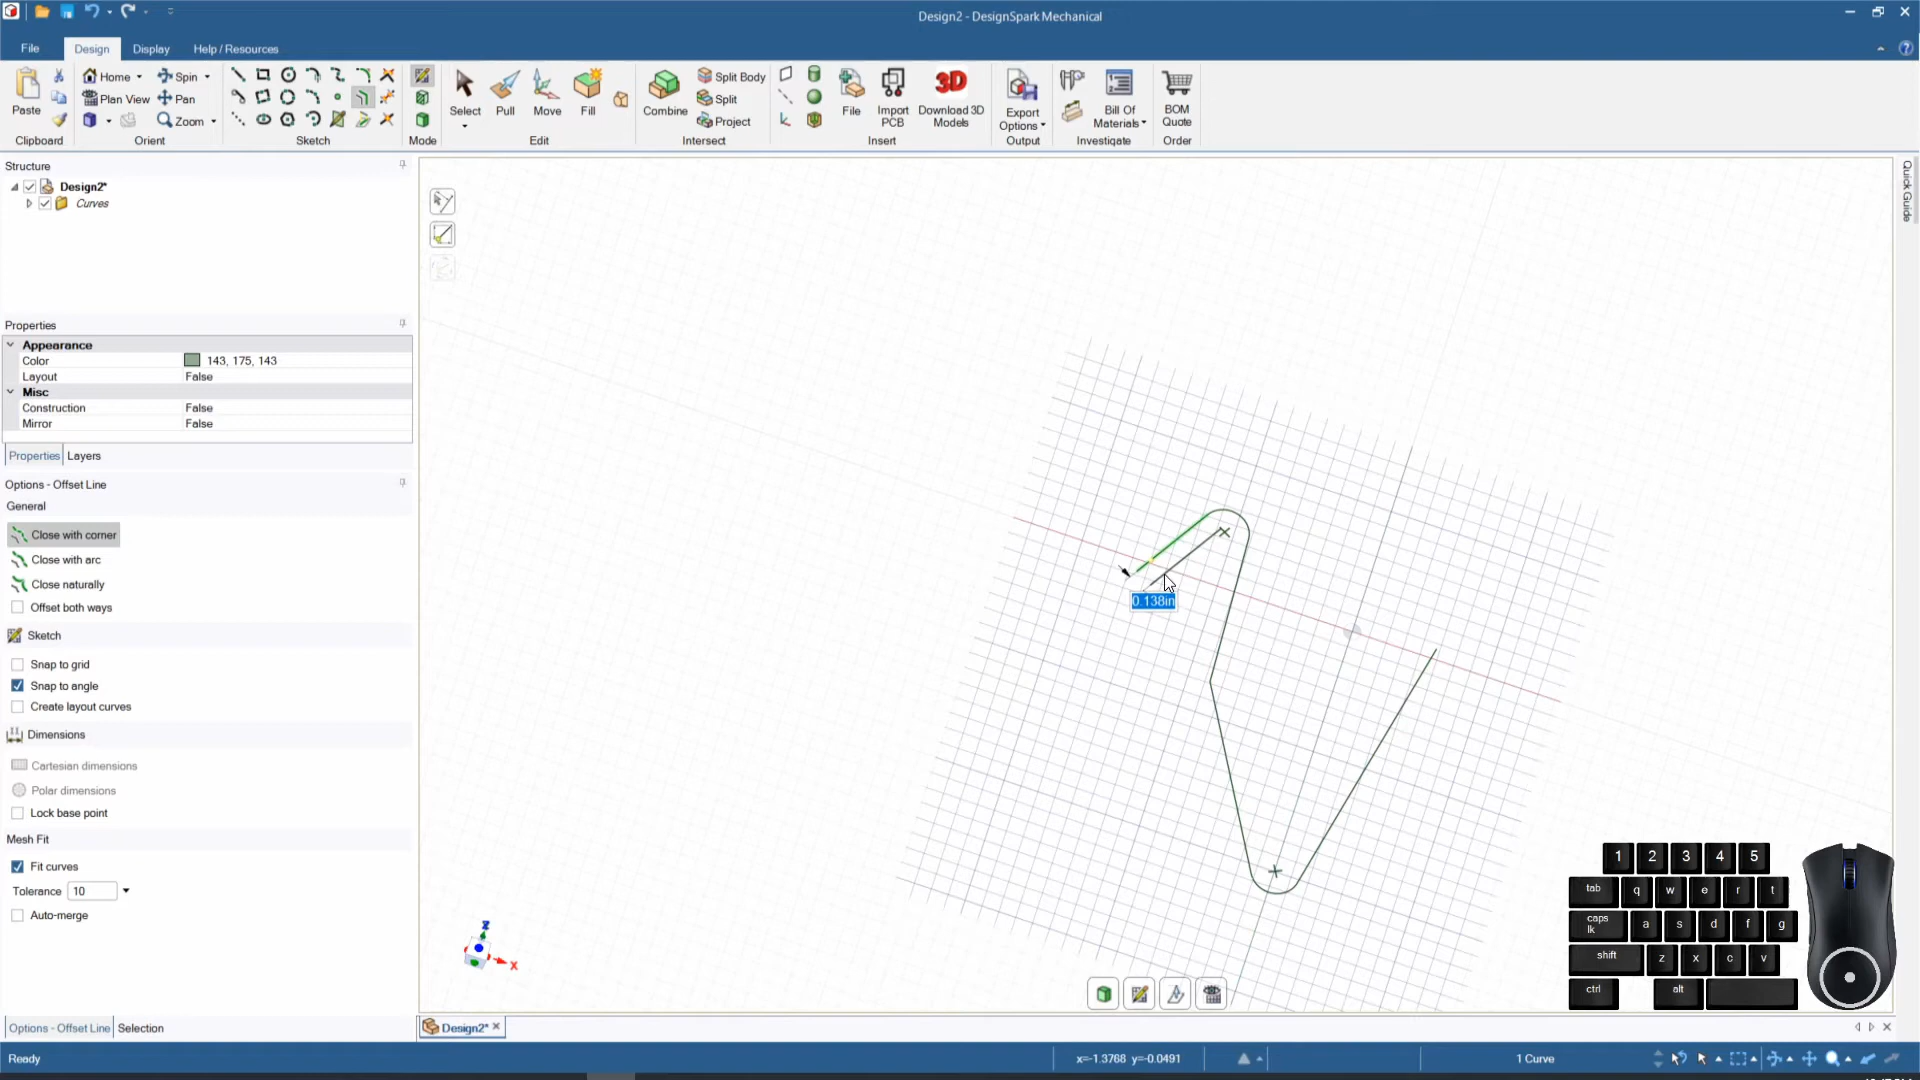 Design2 - DesignSpark Mechanical
File
Design
Display
Help / Resources
Paste
Home
Spin
Plan View
Pan
Zoom
Select
Pull
Move
Fill
Combine
Split Body
Split
Project
File
Import PCB
Download 3D Models
3D
Export Options
Bill Of Materials
BOM Quote
Clipboard
Orient
Sketch
Mode
Edit
Intersect
Insert
Output
Investigate
Order
Structure
Design2*
Curves
Quick Guide
Properties
Appearance
Color 143, 175, 143
Layout False
Misc
Construction False
Mirror False
Properties Layers
Options - Offset Line
General
Close with corner
Close with arc
Close naturally
Offset both ways
Sketch
Snap to grid
Snap to angle
Create layout curves
Dimensions
Cartesian dimensions
Polar dimensions
Lock base point
Mesh Fit
Fit curves
Tolerance 10
Auto-merge
0.138in
Z
X
1 2 3 4 5
tab q w e r t
caps lk a s d f g
shift z x c v
ctrl alt
Options - Offset Line Selection
Design2*
Ready
x=-1.3768 y=-0.0491
1 Curve